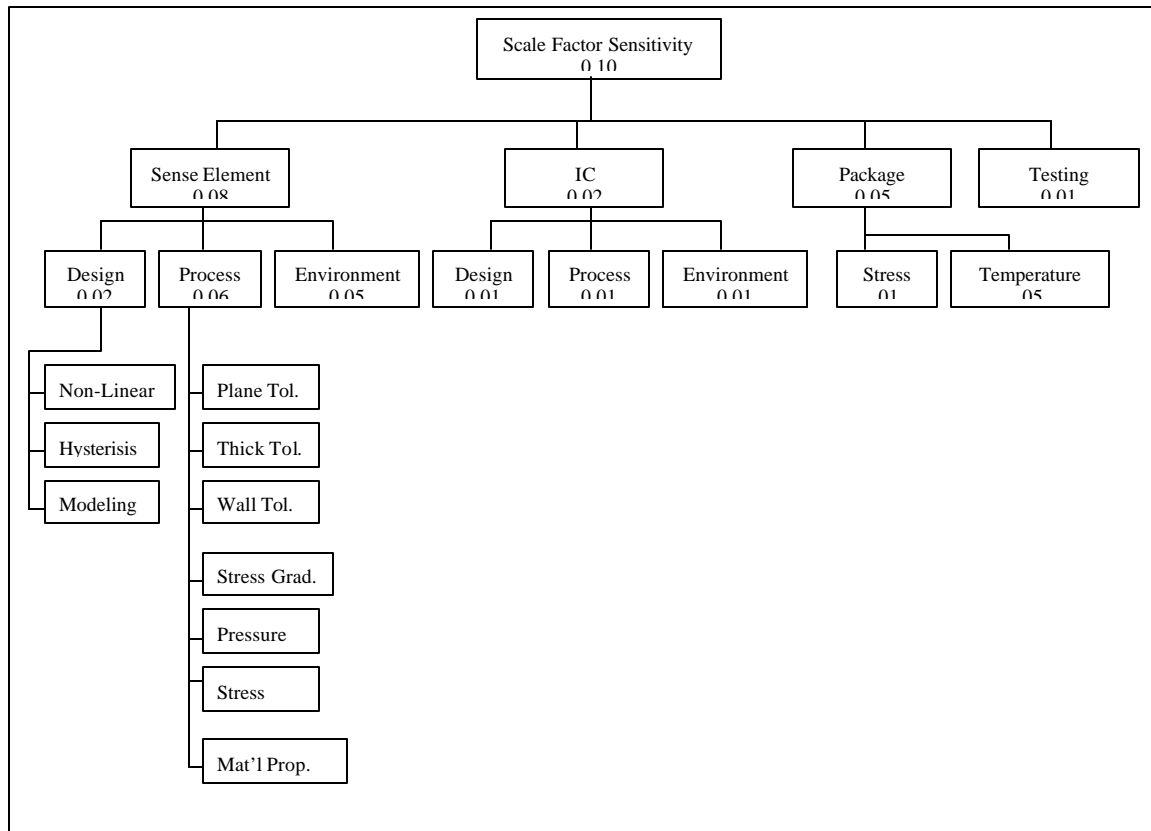 Scale Factor Sensitivity
0.10
Sense Element
0.08
IC
0.02
Package
0.05
Testing
0.01
Design
0.02
Process
0.06
Environment
0.05
Design
0.01
Process
0.01
Environment
0.01
Stress
.01
Temperature
.05
Non-Linear
Hysterisis
Modeling
Plane Tol.
Thick Tol.
Wall Tol.
Stress Grad.
Pressure
Stress
Mat’l Prop.